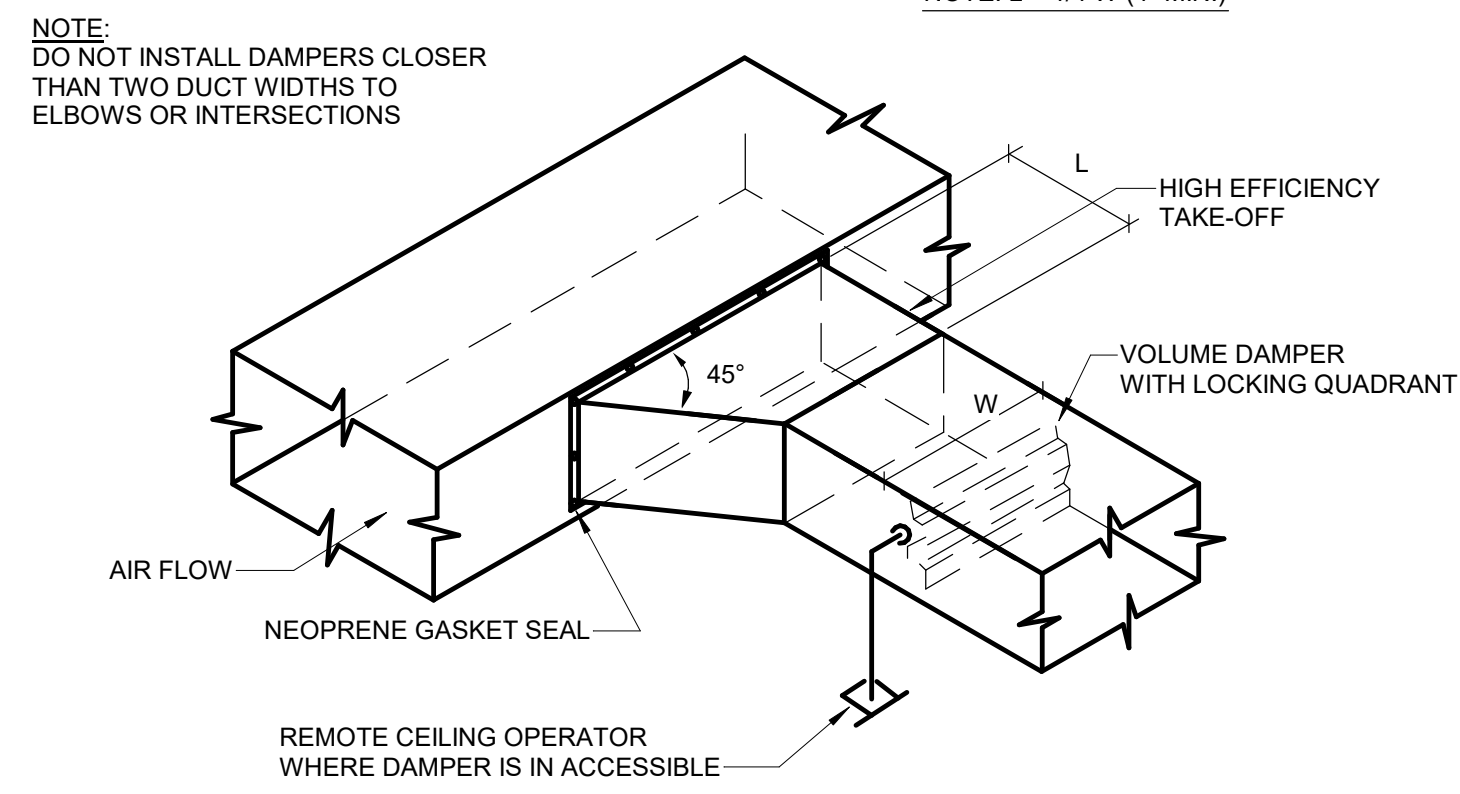 NOTE:
DO NOT INSTALL DAMPERS CLOSER
THAN TWO DUCT WIDTHS TO
ELBOWS OR INTERSECTIONS
L
HIGH EFFICIENCY
TAKE-OFF
VOLUME DAMPER
WITH LOCKING QUADRANT
45°
W
AIR FLOW
NEOPRENE GASKET SEAL
REMOTE CEILING OPERATOR
WHERE DAMPER IS IN ACCESSIBLE